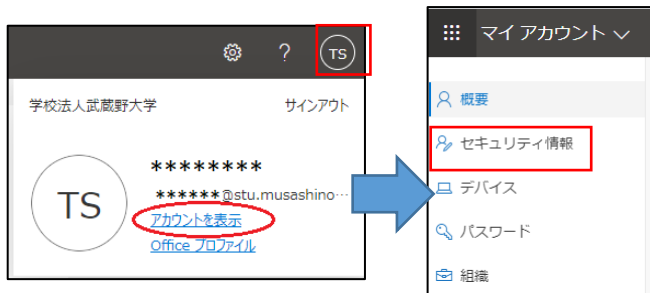 ?
TS
学校法人武蔵野大学
サインアウト
TS
********
******@stu.musashino…
アカウントを表示
Office プロファイル
マイ アカウント
概要
セキュリティ情報
デバイス
パスワード
組織